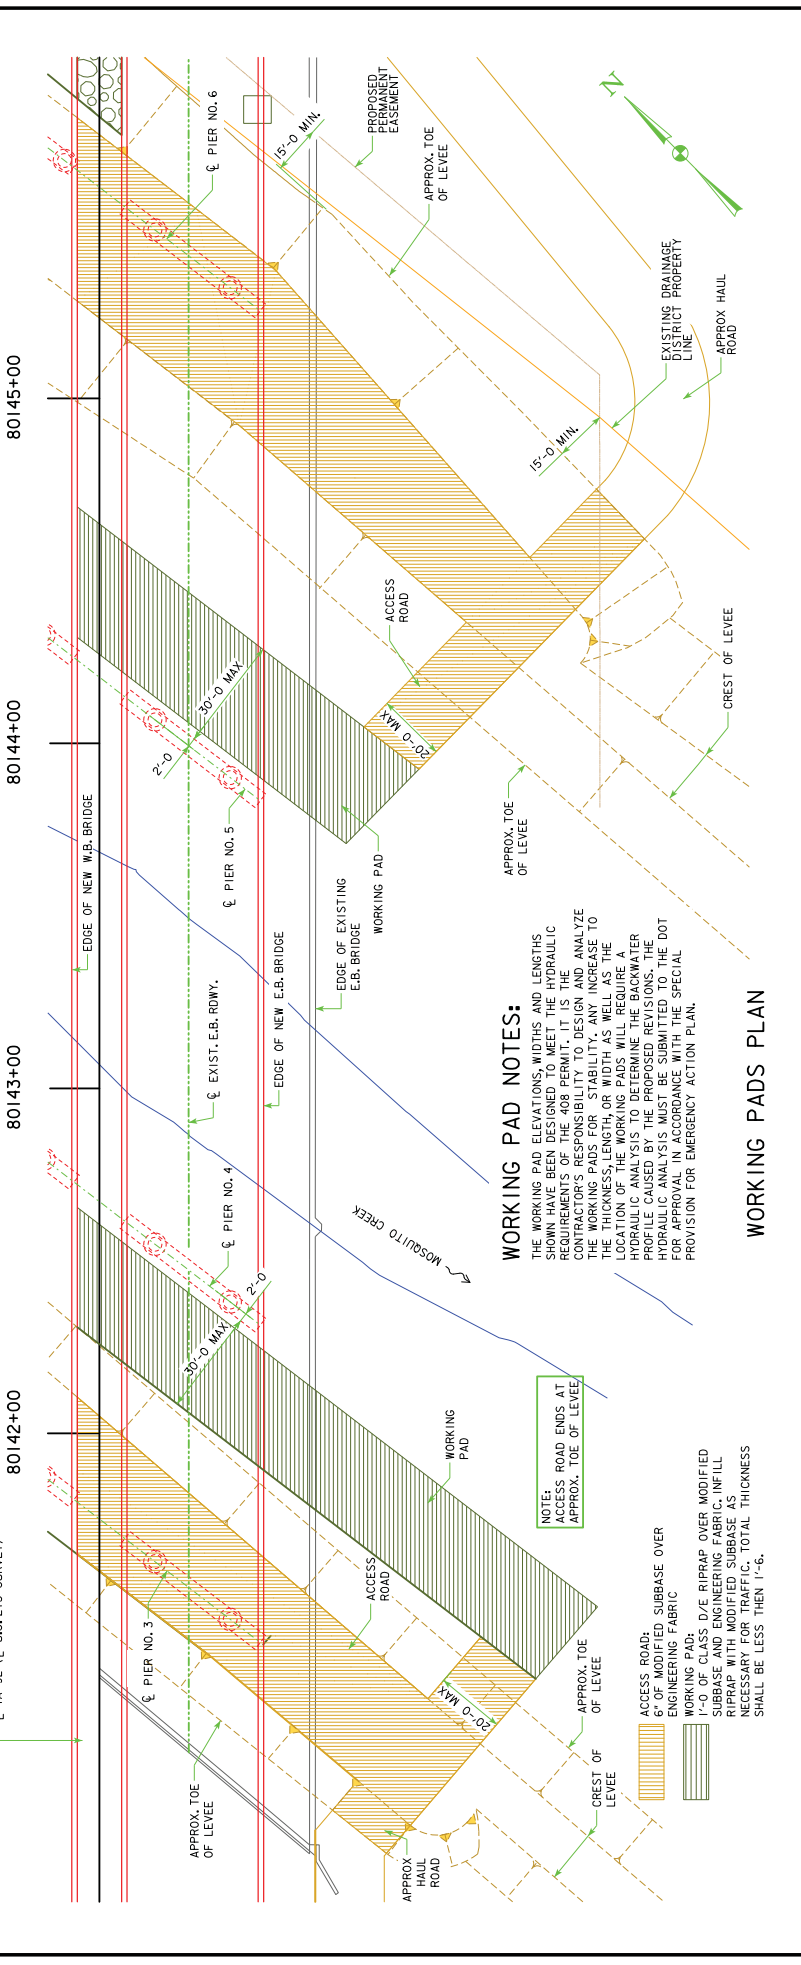 80142+00
80143+00
80144+00
80145+00
EDGE OF NEW W.B. BRIDGE
℄ EXIST. E.B. RDWY.
EDGE OF NEW E.B. BRIDGE
EDGE OF EXISTING
E.B. BRIDGE
℄ PIER NO. 3
℄ PIER NO. 4
℄ PIER NO. 5
℄ PIER NO. 6
30'-0 MAX
2'-0
2'-0
30'-0 MAX
15'-0 MIN.
PROPOSED
PERMANENT
EASEMENT
APPROX. TOE
OF LEVEE
N
APPROX. TOE
OF LEVEE
APPROX
HAUL
ROAD
ACCESS
ROAD
20'-0 MAX
WORKING
PAD
MOSQUITO CREEK
WORKING PAD
ACCESS
ROAD
20'-0 MAX
15'-0 MIN.
EXISTING DRAINAGE
DISTRICT PROPERTY
LINE
APPROX HAUL
ROAD
APPROX. TOE
OF LEVEE
CREST OF LEVEE
APPROX. TOE
OF LEVEE
CREST OF
LEVEE
NOTE:
ACCESS ROAD ENDS AT
APPROX. TOE OF LEVEE
WORKING PAD NOTES:
THE WORKING PAD ELEVATIONS, WIDTHS AND LENGTHS
SHOWN HAVE BEEN DESIGNED TO MEET THE HYDRAULIC
REQUIREMENTS OF THE 408 PERMIT. IT IS THE
CONTRACTOR'S RESPONSIBILITY TO DESIGN AND ANALYZE
THE WORKING PADS FOR STABILITY. ANY INCREASE TO
THE THICKNESS, LENGTH, OR WIDTH AS WELL AS THE
LOCATION OF THE WORKING PADS WILL REQUIRE A
HYDRAULIC ANALYSIS TO DETERMINE THE BACKWATER
PROFILE CAUSED BY THE PROPOSED REVISIONS. THE
HYDRAULIC ANALYSIS MUST BE SUBMITTED TO THE DOT
FOR APPROVAL IN ACCORDANCE WITH THE SPECIAL
PROVISION FOR EMERGENCY ACTION PLAN.
ACCESS ROAD:
6" OF MODIFIED SUBBASE OVER
ENGINEERING FABRIC
WORKING PAD:
1'-0 OF CLASS D/E RIPRAP OVER MODIFIED
SUBBASE AND ENGINEERING FABRIC. INFILL
RIPRAP WITH MODIFIED SUBBASE AS
NECESSARY FOR TRAFFIC. TOTAL THICKNESS
SHALL BE LESS THEN 1'-6.
WORKING PADS PLAN